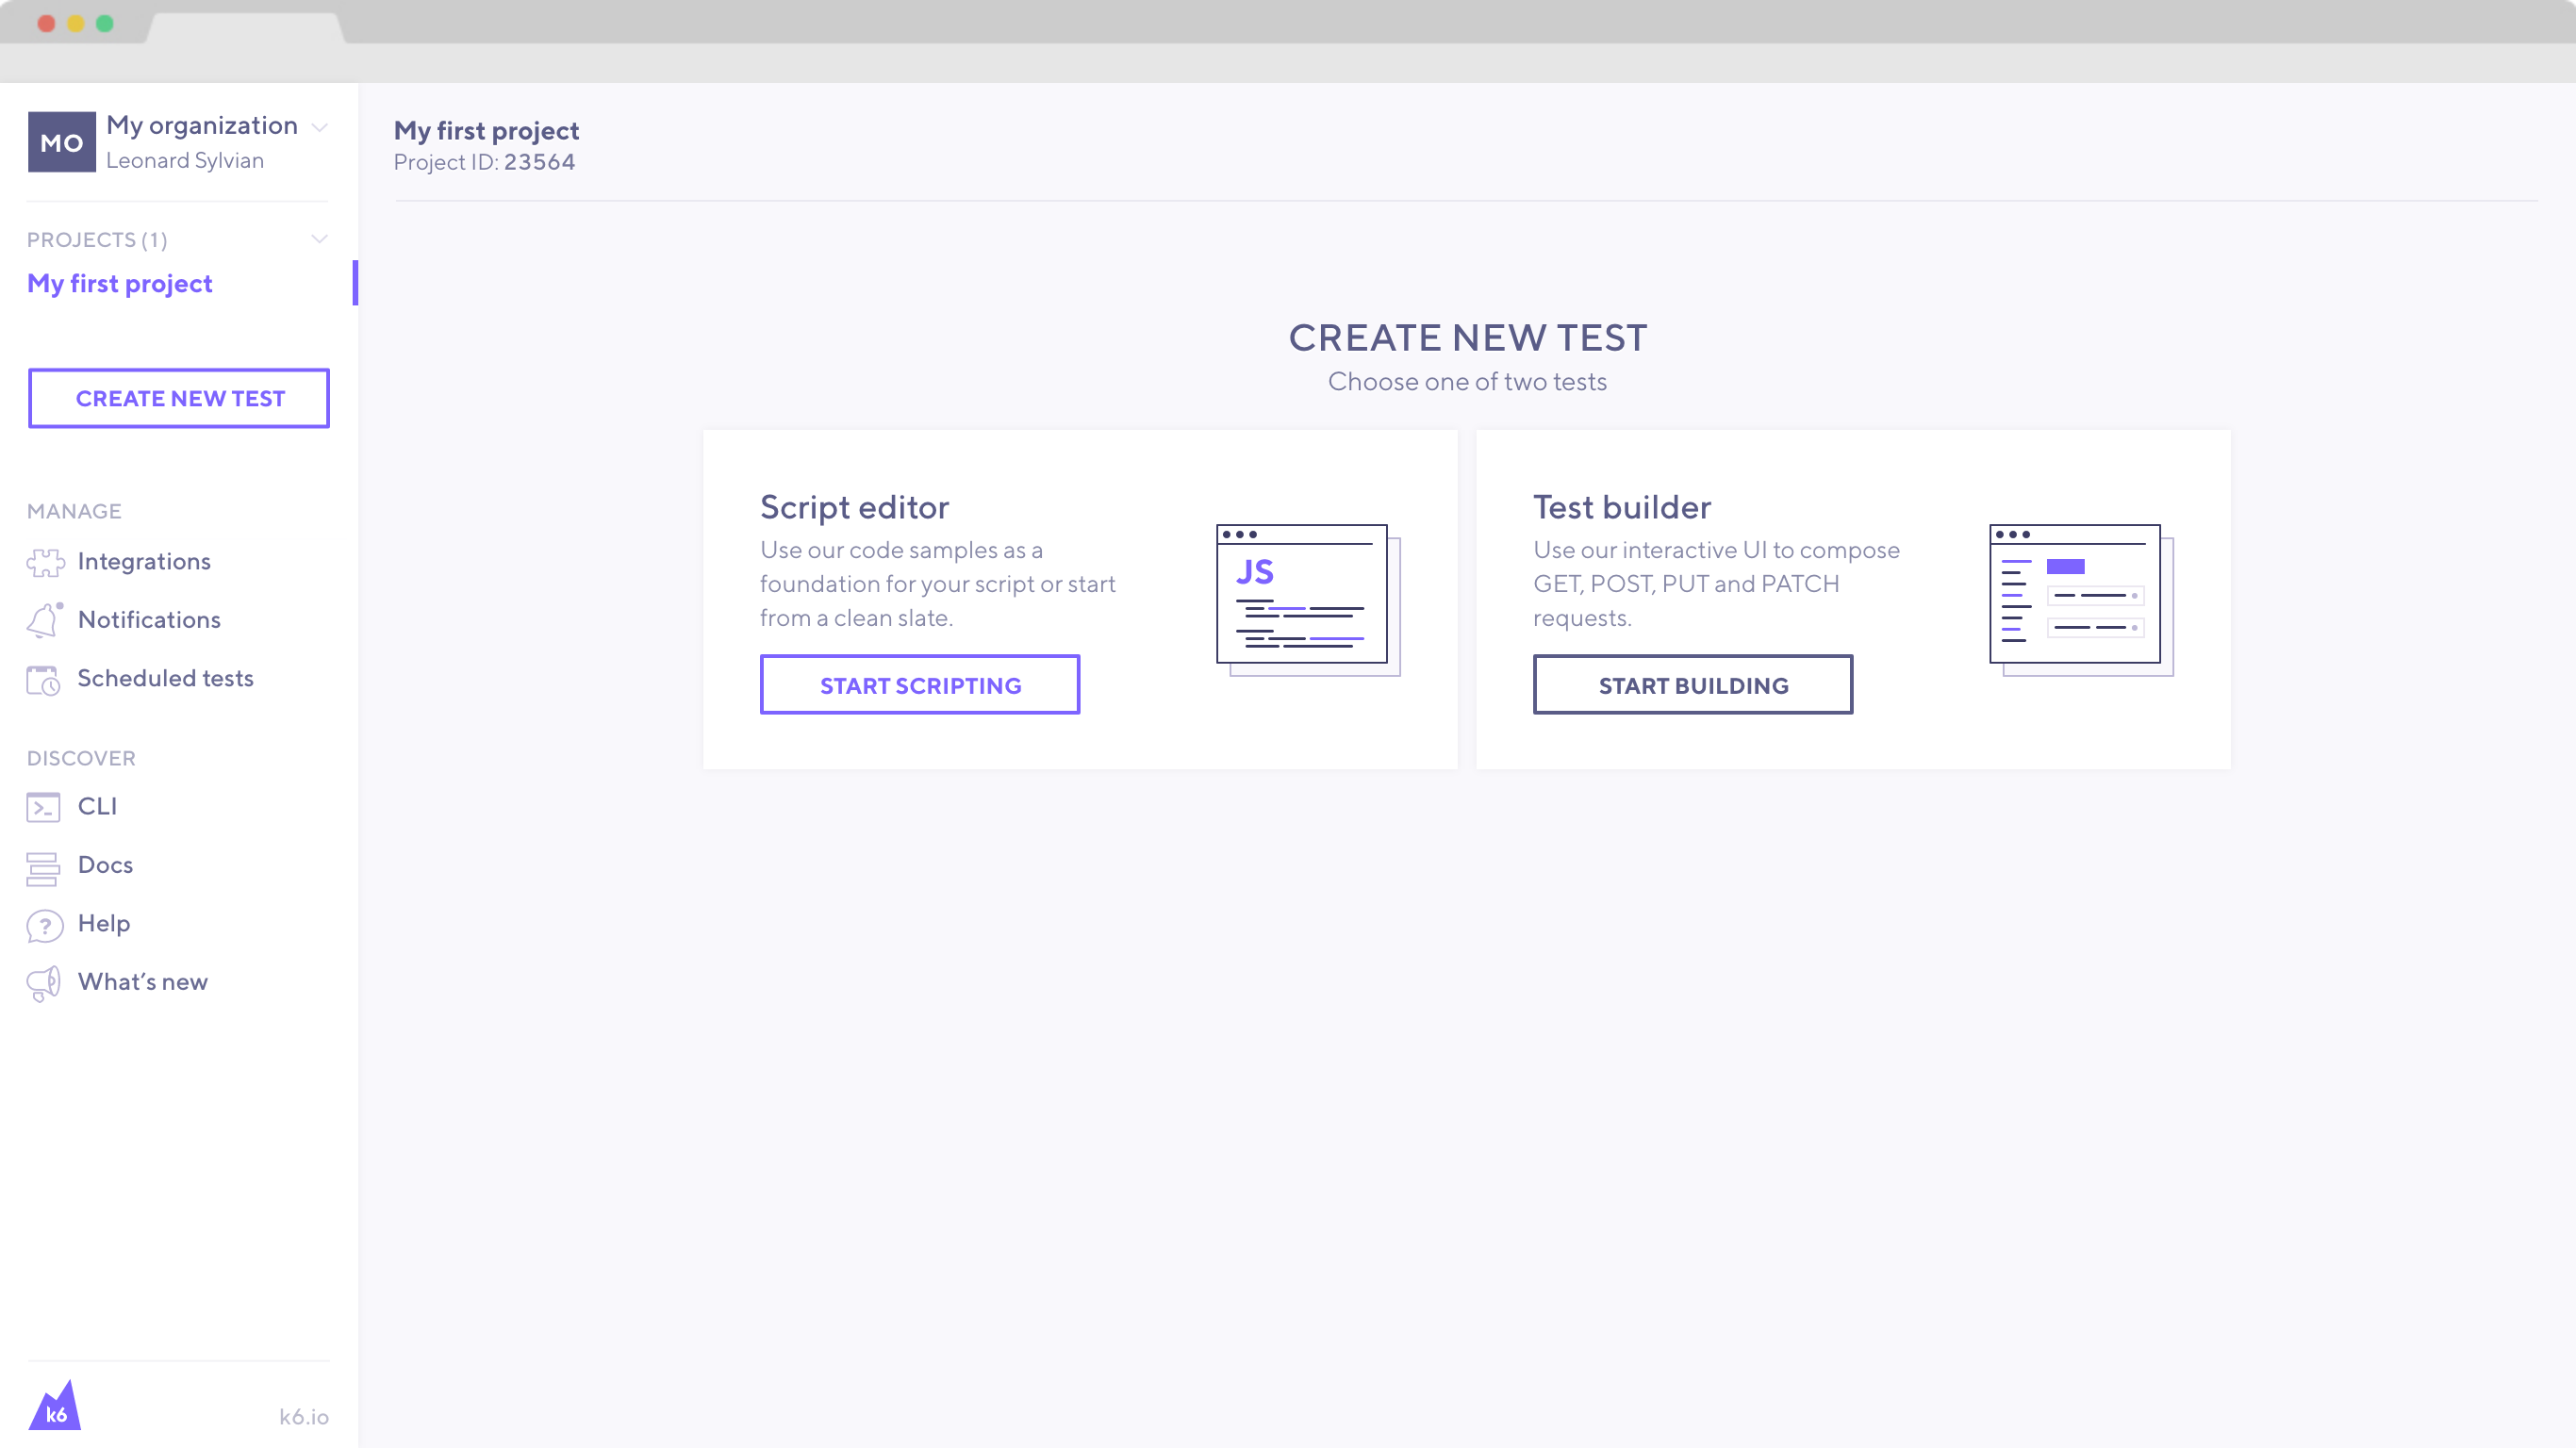 MO
My organization
Leonard Sylvian
PROJECTS (1)
My first project
CREATE NEW TEST
MANAGE
Integrations
Notifications
Scheduled tests
DISCOVER
CLI
Docs
Help
What’s new
k6
k6.io
My first project
Project ID: 23564
CREATE NEW TEST
Choose one of two tests
Script editor
Use our code samples as a
foundation for your script or start
from a clean slate.
START SCRIPTING
JS
Test builder
Use our interactive UI to compose
GET, POST, PUT and PATCH
requests.
START BUILDING